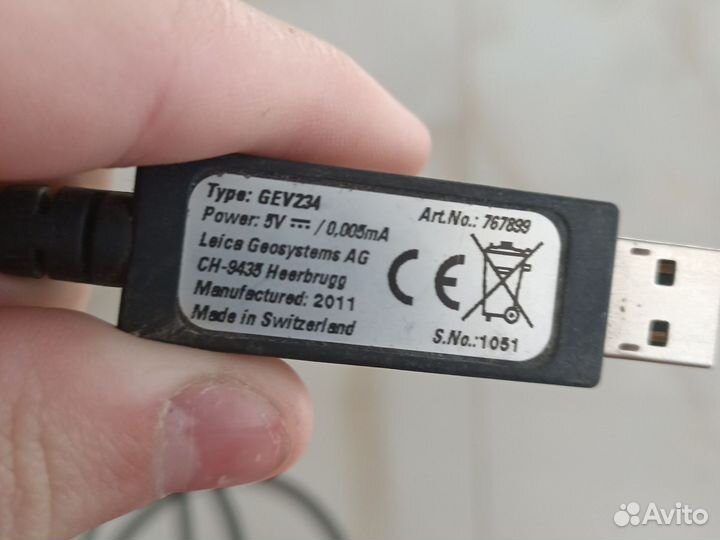 Type: GEV234
Art.No.: 767899
Power: 5V⎓ / 0,005mA
Leica Geosystems AG
CH-9435 Heerbrugg
Manufactured: 2011
Made in Switzerland
CE
S.No.:1051
Avito